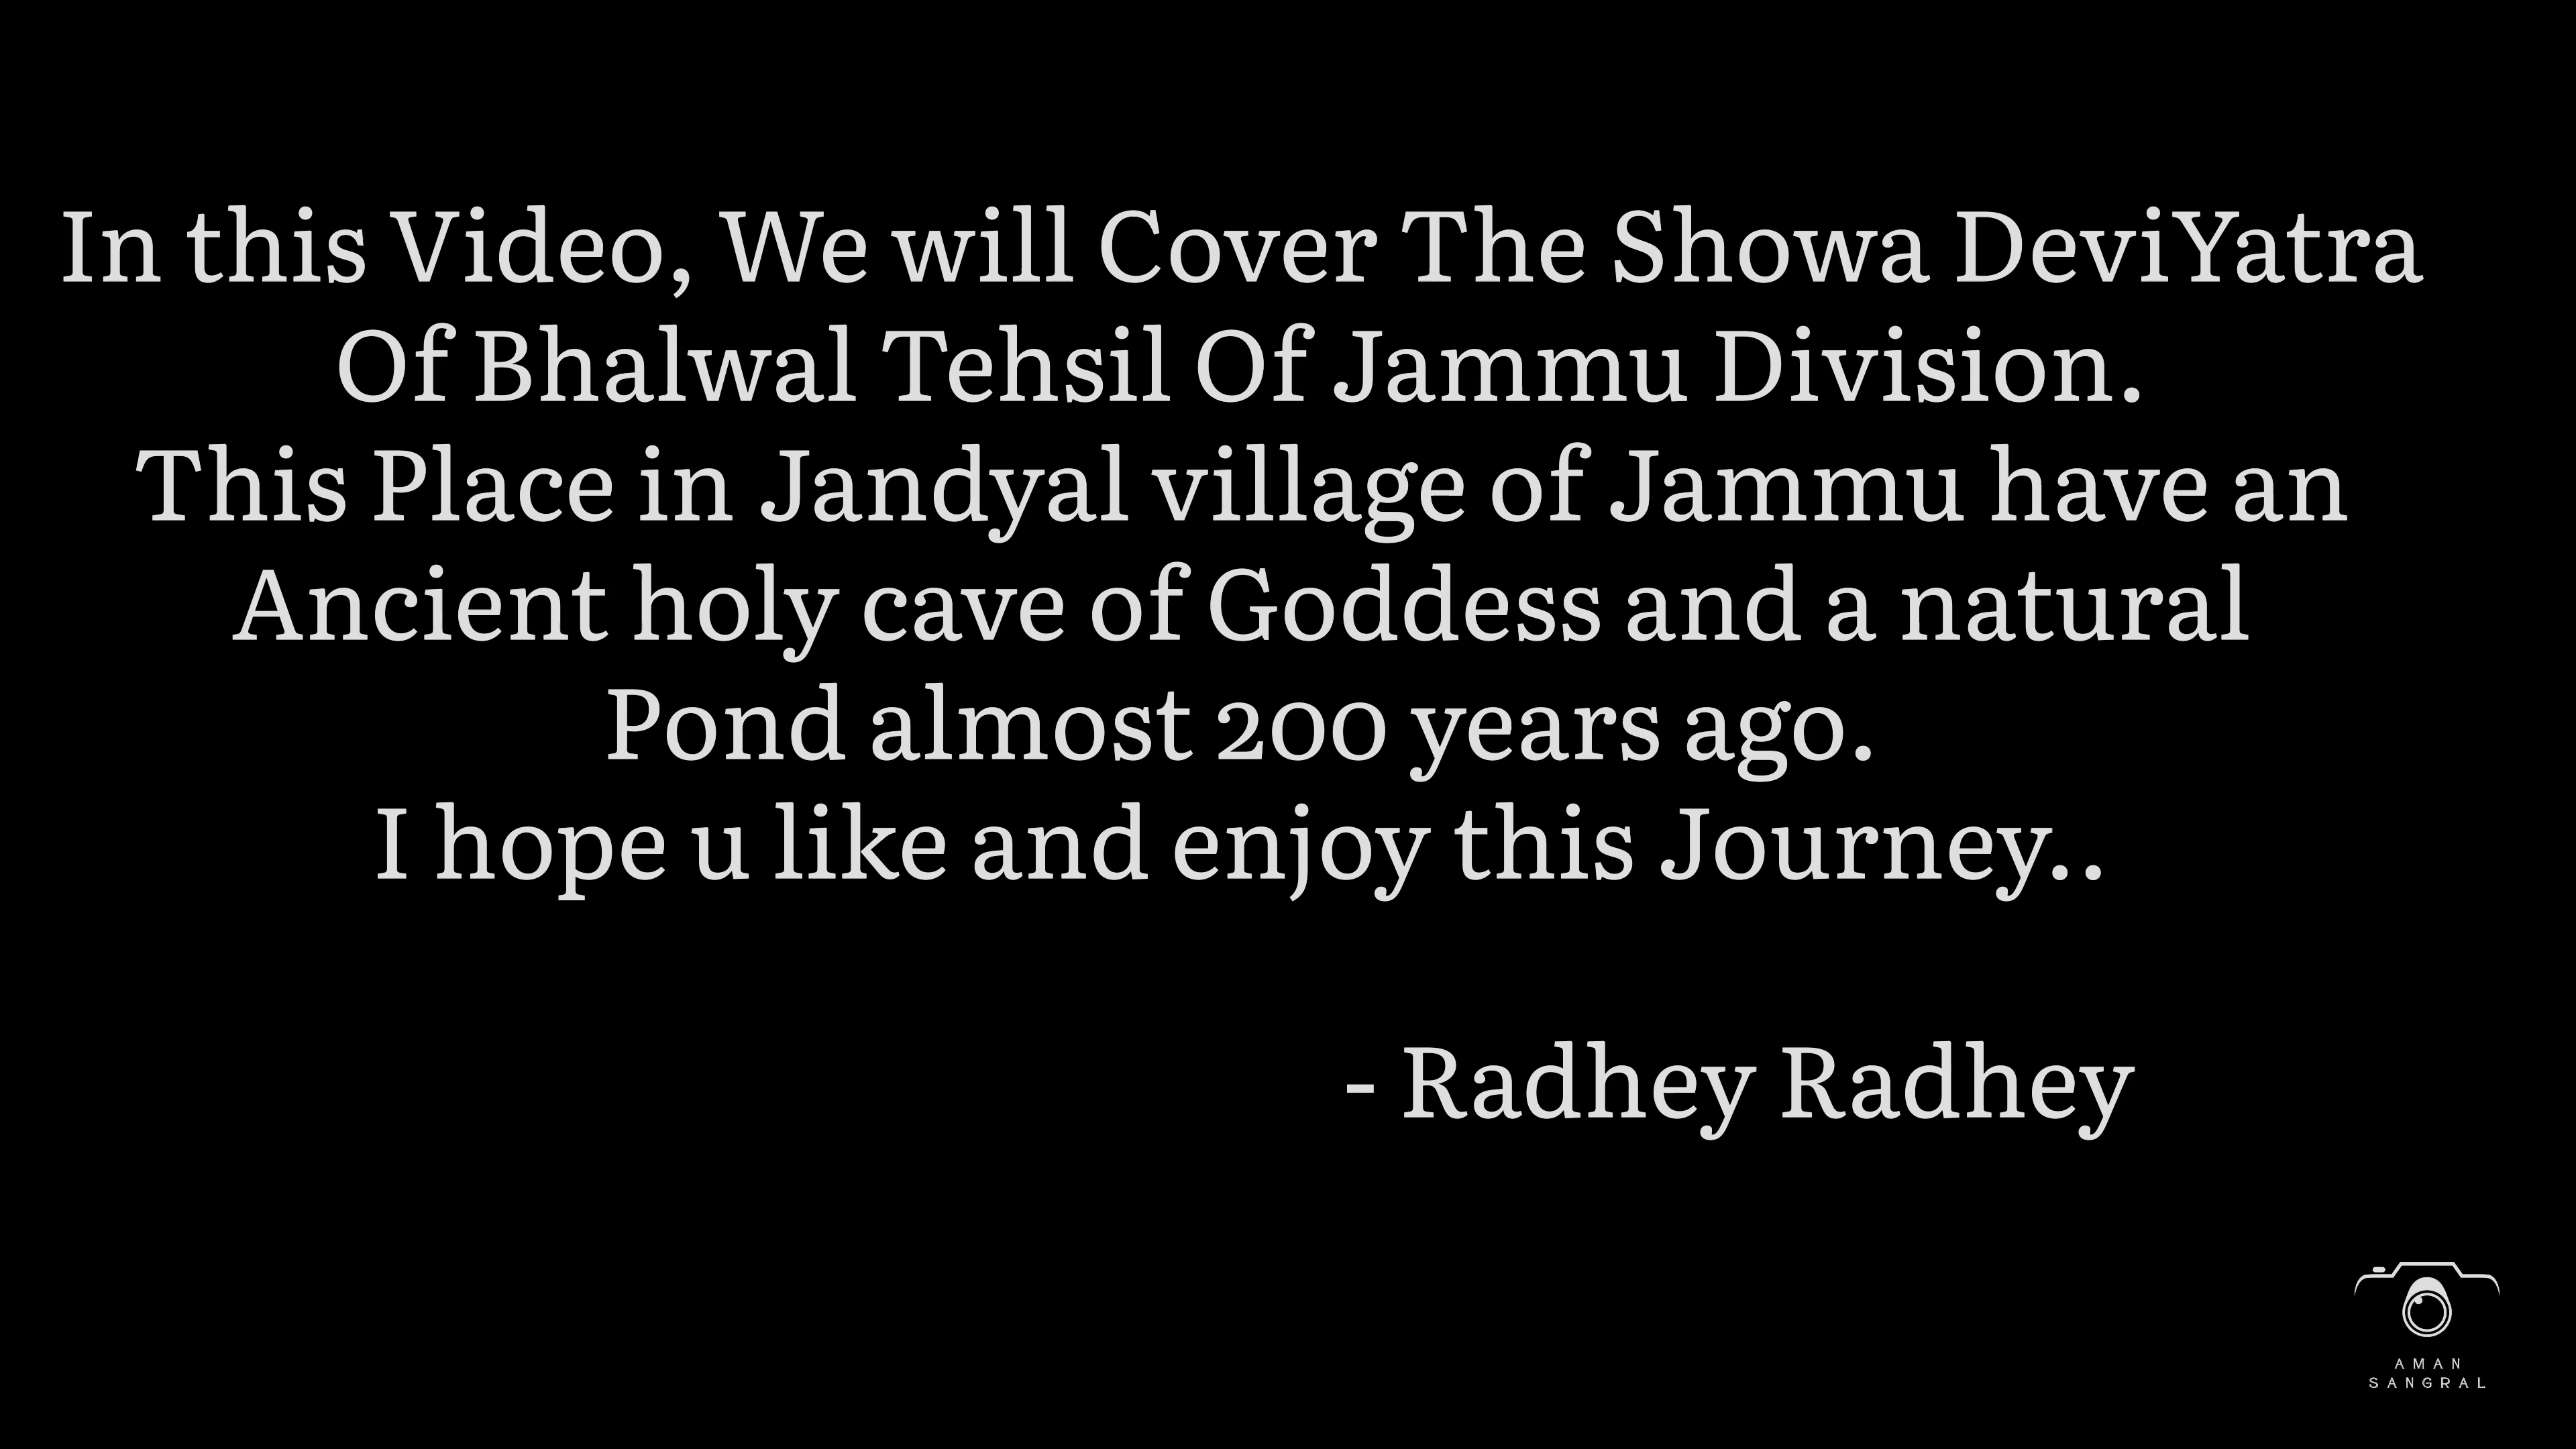 In this Video, We will Cover The Showa DeviYatra
Of Bhalwal Tehsil Of Jammu Division.
This Place in Jandyal village of Jammu have an
Ancient holy cave of Goddess and a natural
Pond almost 200 years ago.
I hope u like and enjoy this Journey..
- Radhey Radhey
AMAN
SANGRAL